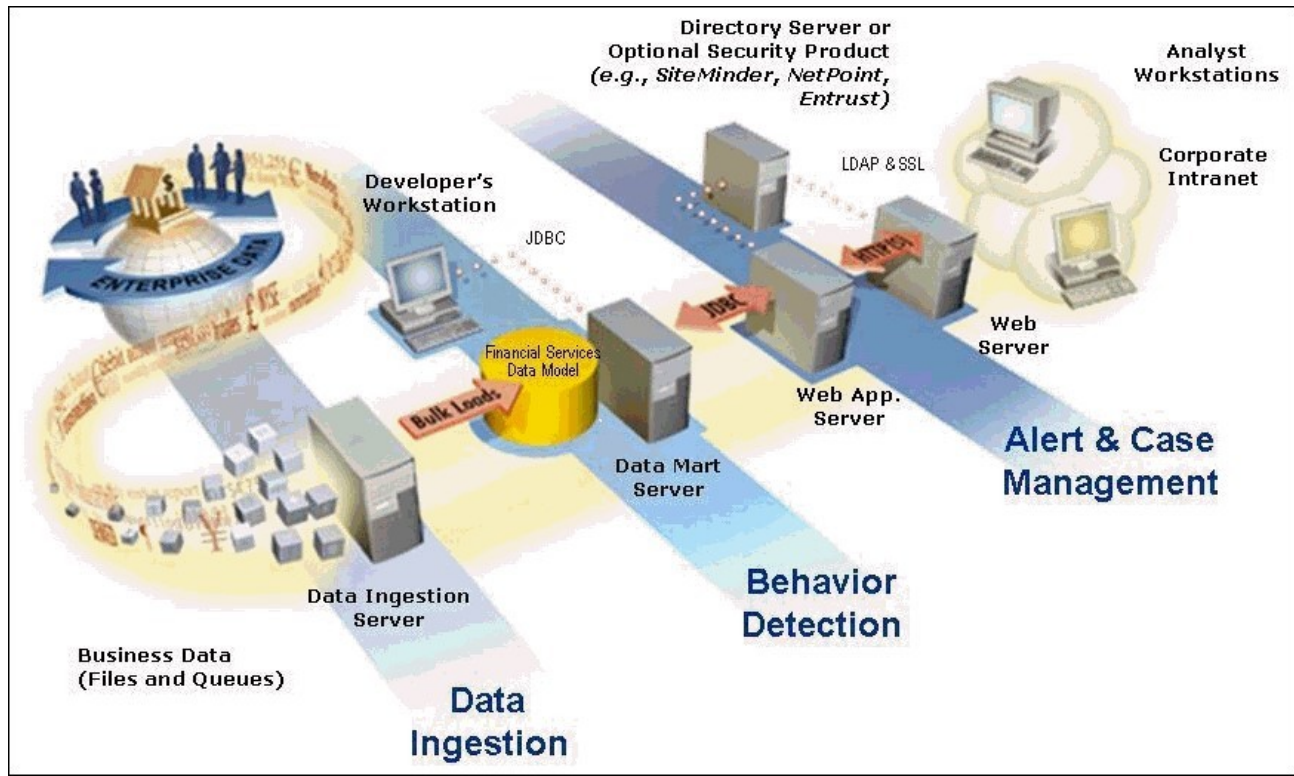 Directory Server or
Optional Security Product
(e.g., SiteMinder, NetPoint,
Entrust)
Analyst
Workstations
LDAP & SSL
Corporate
Intranet
Developer's
Workstation
JDBC
ENTERPRISE DATA
HTTP(S)
JDBC
Web
Server
Financial Services
Data Model
Bulk Loads
Web App.
Server
Alert & Case
Management
Data Mart
Server
Data Ingestion
Server
Behavior
Detection
Business Data
(Files and Queues)
Data
Ingestion